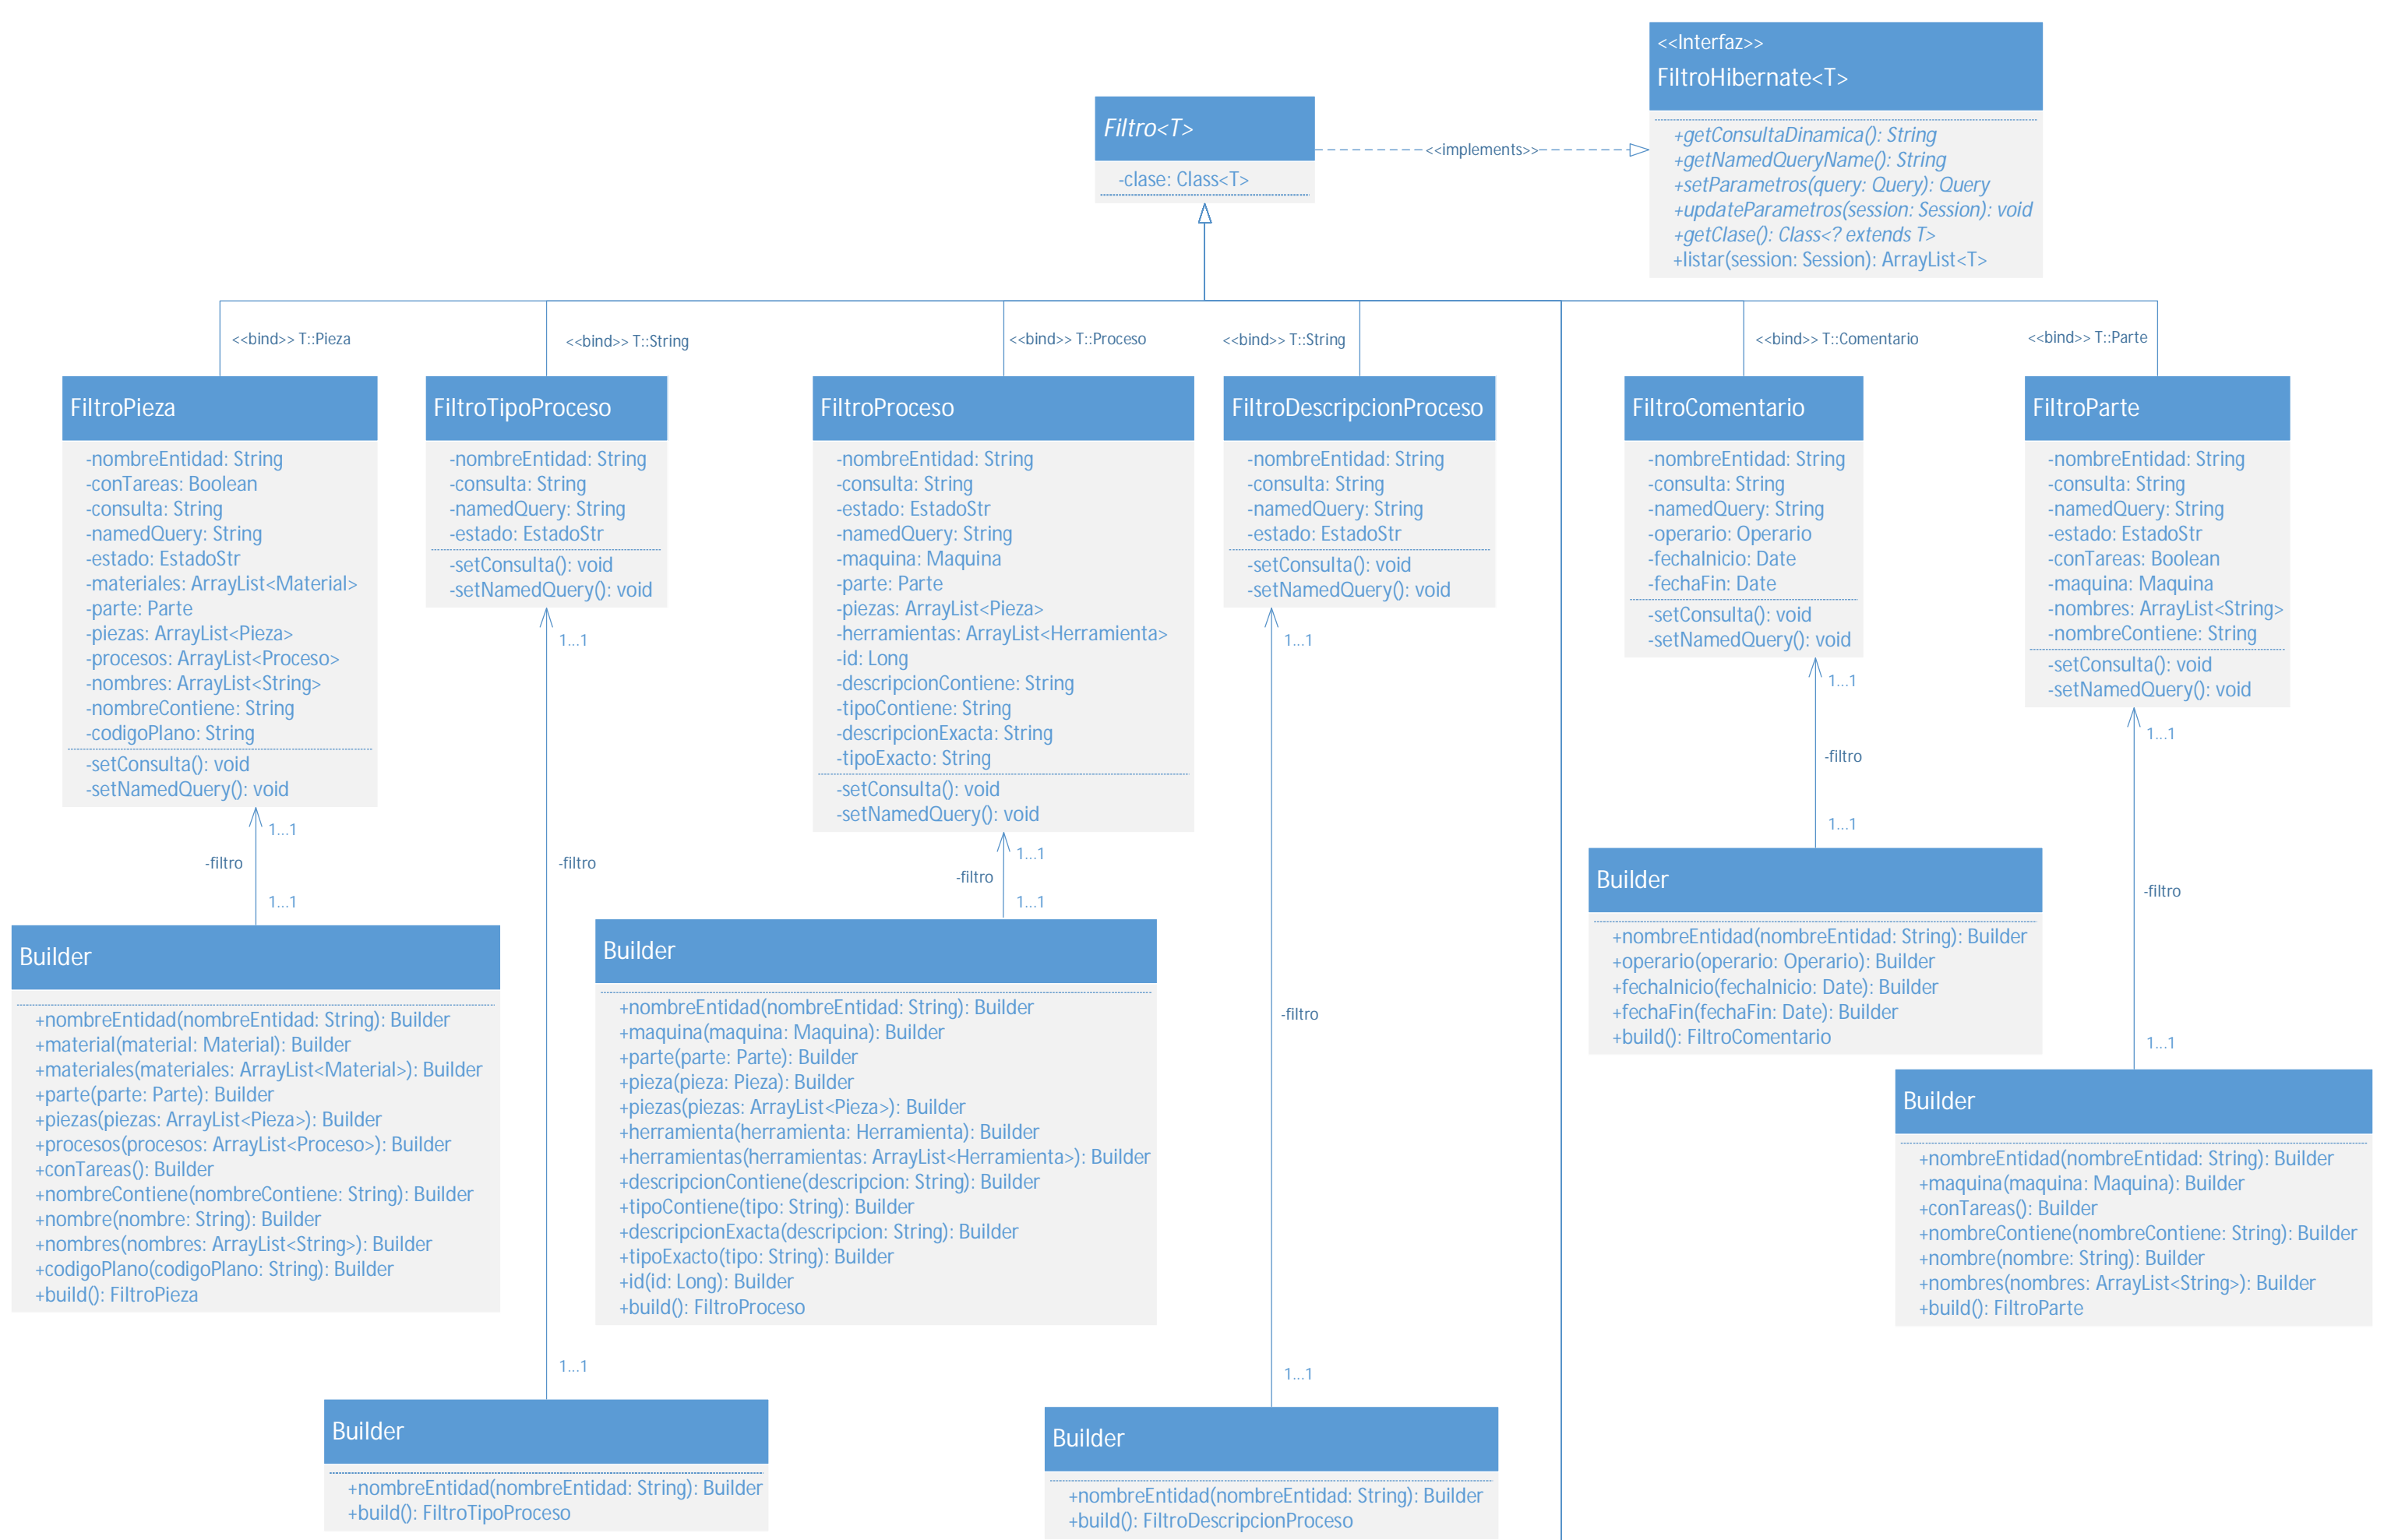 <<Interfaz>>
FiltroHibernate<T>
+getConsultaDinamica(): String
+getNamedQueryName(): String
+setParametros(query: Query): Query
+updateParametros(session: Session): void
+getClase(): Class<? extends T>
+listar(session: Session): ArrayList<T>
Filtro<T>
-clase: Class<T>
<<implements>>
<<bind>> T::Pieza
<<bind>> T::String
<<bind>> T::Proceso
<<bind>> T::String
<<bind>> T::Comentario
<<bind>> T::Parte
FiltroPieza
-nombreEntidad: String
-conTareas: Boolean
-consulta: String
-namedQuery: String
-estado: EstadoStr
-materiales: ArrayList<Material>
-parte: Parte
-piezas: ArrayList<Pieza>
-procesos: ArrayList<Proceso>
-nombres: ArrayList<String>
-nombreContiene: String
-codigoPlano: String
-setConsulta(): void
-setNamedQuery(): void
FiltroTipoProceso
-nombreEntidad: String
-consulta: String
-namedQuery: String
-estado: EstadoStr
-setConsulta(): void
-setNamedQuery(): void
FiltroProceso
-nombreEntidad: String
-consulta: String
-estado: EstadoStr
-namedQuery: String
-maquina: Maquina
-parte: Parte
-piezas: ArrayList<Pieza>
-herramientas: ArrayList<Herramienta>
-id: Long
-descripcionContiene: String
-tipoContiene: String
-descripcionExacta: String
-tipoExacto: String
-setConsulta(): void
-setNamedQuery(): void
FiltroDescripcionProceso
-nombreEntidad: String
-consulta: String
-namedQuery: String
-estado: EstadoStr
-setConsulta(): void
-setNamedQuery(): void
FiltroComentario
-nombreEntidad: String
-consulta: String
-namedQuery: String
-operario: Operario
-fechaInicio: Date
-fechaFin: Date
-setConsulta(): void
-setNamedQuery(): void
FiltroParte
-nombreEntidad: String
-consulta: String
-namedQuery: String
-estado: EstadoStr
-conTareas: Boolean
-maquina: Maquina
-nombres: ArrayList<String>
-nombreContiene: String
-setConsulta(): void
-setNamedQuery(): void
1...1
-filtro
1...1
1...1
-filtro
1...1
1...1
-filtro
1...1
1...1
-filtro
1...1
1...1
-filtro
1...1
1...1
-filtro
1...1
Builder
+nombreEntidad(nombreEntidad: String): Builder
+material(material: Material): Builder
+materiales(materiales: ArrayList<Material>): Builder
+parte(parte: Parte): Builder
+piezas(piezas: ArrayList<Pieza>): Builder
+procesos(procesos: ArrayList<Proceso>): Builder
+conTareas(): Builder
+nombreContiene(nombreContiene: String): Builder
+nombre(nombre: String): Builder
+nombres(nombres: ArrayList<String>): Builder
+codigoPlano(codigoPlano: String): Builder
+build(): FiltroPieza
Builder
+nombreEntidad(nombreEntidad: String): Builder
+maquina(maquina: Maquina): Builder
+parte(parte: Parte): Builder
+pieza(pieza: Pieza): Builder
+piezas(piezas: ArrayList<Pieza>): Builder
+herramienta(herramienta: Herramienta): Builder
+herramientas(herramientas: ArrayList<Herramienta>): Builder
+descripcionContiene(descripcion: String): Builder
+tipoContiene(tipo: String): Builder
+descripcionExacta(descripcion: String): Builder
+tipoExacto(tipo: String): Builder
+id(id: Long): Builder
+build(): FiltroProceso
Builder
+nombreEntidad(nombreEntidad: String): Builder
+operario(operario: Operario): Builder
+fechaInicio(fechaInicio: Date): Builder
+fechaFin(fechaFin: Date): Builder
+build(): FiltroComentario
Builder
+nombreEntidad(nombreEntidad: String): Builder
+maquina(maquina: Maquina): Builder
+conTareas(): Builder
+nombreContiene(nombreContiene: String): Builder
+nombre(nombre: String): Builder
+nombres(nombres: ArrayList<String>): Builder
+build(): FiltroParte
Builder
+nombreEntidad(nombreEntidad: String): Builder
+build(): FiltroTipoProceso
Builder
+nombreEntidad(nombreEntidad: String): Builder
+build(): FiltroDescripcionProceso